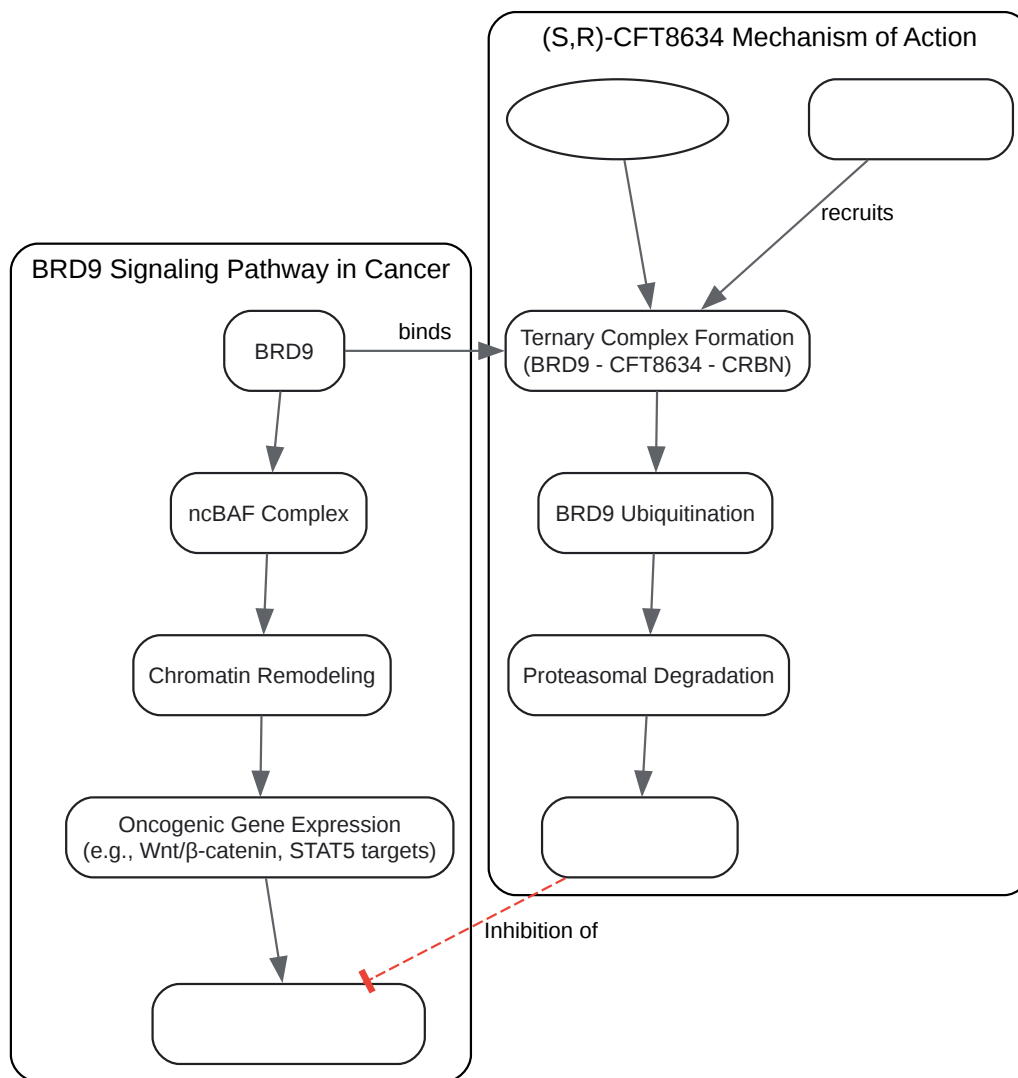 (S,R)-CFT8634 Mechanism of Action
recruits
BRD9 Signaling Pathway in Cancer
BRD9
binds
Ternary Complex Formation
(BRD9 - CFT8634 - CRBN)
ncBAF Complex
BRD9 Ubiquitination
Chromatin Remodeling
Proteasomal Degradation
Oncogenic Gene Expression
(e.g., Wnt/β-catenin, STAT5 targets)
Inhibition of